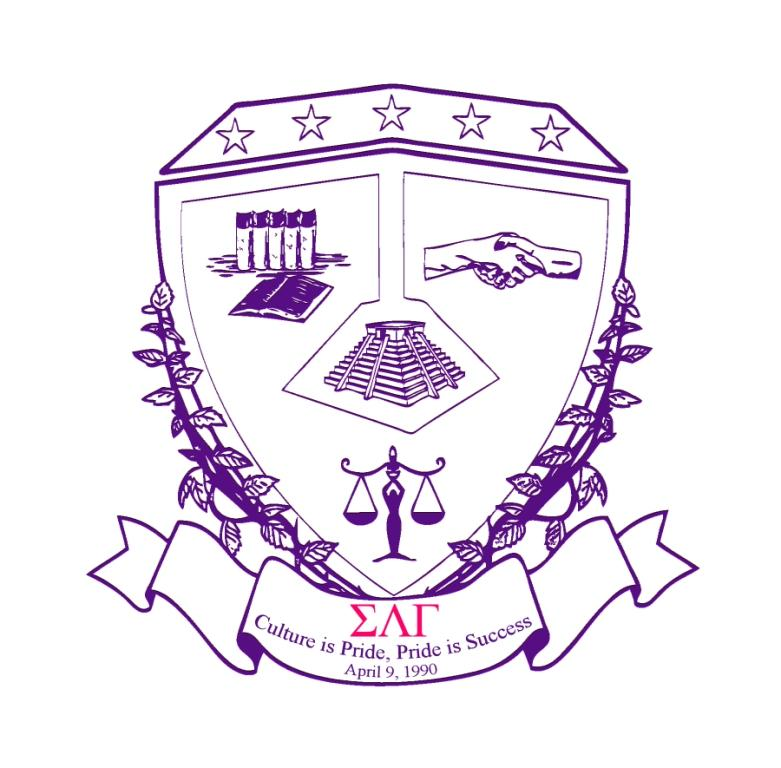 ΣΛΓ
Culture is Pride, Pride is Success
April 9, 1990